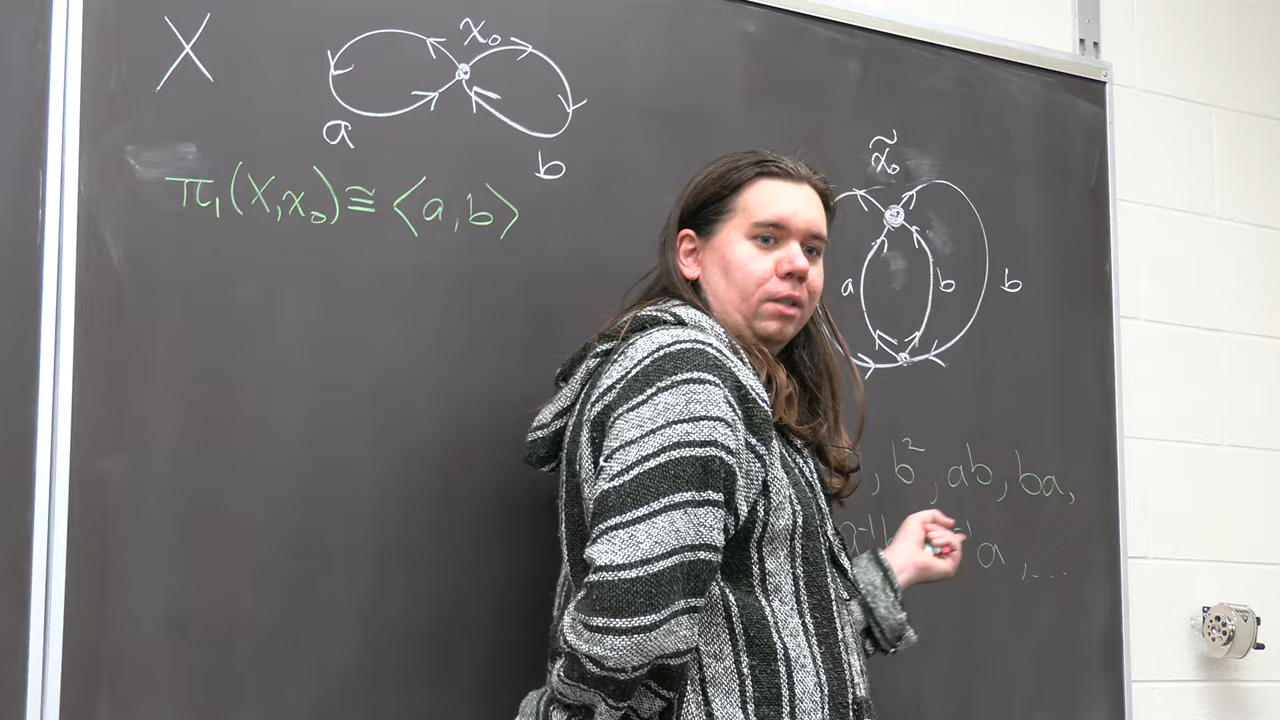 X
x₀
a
b
π₁(X,x₀)≅⟨a,b⟩
x̃₀
a b b
, b², ab, ba,
a, ...